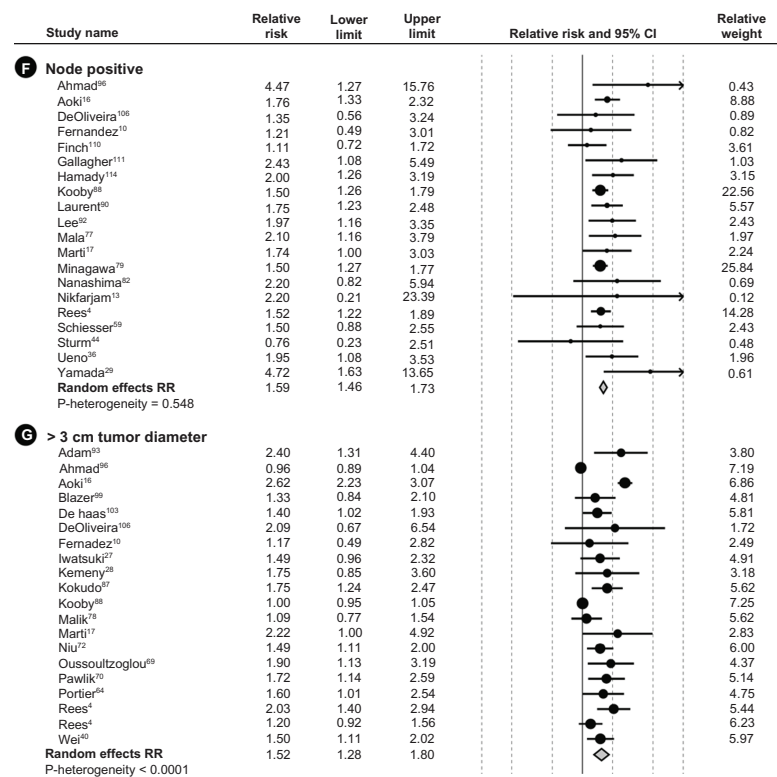 Study name Relative risk Lower limit Upper limit Relative risk and 95% CI Relative weight
F Node positive
Ahmad⁹⁶ 4.47 1.27 15.76 0.43
Aoki¹⁶ 1.76 1.33 2.32 8.88
DeOliveira¹⁰⁶ 1.35 0.56 3.24 0.89
Fernandez¹⁰ 1.21 0.49 3.01 0.82
Finch¹¹⁰ 1.11 0.72 1.72 3.61
Gallagher¹¹¹ 2.43 1.08 5.49 1.03
Hamady¹¹⁴ 2.00 1.26 3.19 3.15
Kooby⁸⁸ 1.50 1.26 1.79 22.56
Laurent⁹⁰ 1.75 1.23 2.48 5.57
Lee⁹² 1.97 1.16 3.35 2.43
Mala⁷⁷ 2.10 1.16 3.79 1.97
Marti¹⁷ 1.74 1.00 3.03 2.24
Minagawa⁷⁹ 1.50 1.27 1.77 25.84
Nanashima⁸² 2.20 0.82 5.94 0.69
Nikfarjam¹³ 2.20 0.21 23.39 0.12
Rees⁴ 1.52 1.22 1.89 14.28
Schiesser⁵⁹ 1.50 0.88 2.55 2.43
Sturm⁴⁴ 0.76 0.23 2.51 0.48
Ueno³⁶ 1.95 1.08 3.53 1.96
Yamada²⁹ 4.72 1.63 13.65 0.61
Random effects RR 1.59 1.46 1.73
P-heterogeneity = 0.548
G > 3 cm tumor diameter
Adam⁹³ 2.40 1.31 4.40 3.80
Ahmad⁹⁶ 0.96 0.89 1.04 7.19
Aoki¹⁶ 2.62 2.23 3.07 6.86
Blazer⁹⁹ 1.33 0.84 2.10 4.81
De haas¹⁰³ 1.40 1.02 1.93 5.81
DeOliveira¹⁰⁶ 2.09 0.67 6.54 1.72
Fernadez¹⁰ 1.17 0.49 2.82 2.49
Iwatsuki²⁷ 1.49 0.96 2.32 4.91
Kemeny²⁸ 1.75 0.85 3.60 3.18
Kokudo⁸⁷ 1.75 1.24 2.47 5.62
Kooby⁸⁸ 1.00 0.95 1.05 7.25
Malik⁷⁸ 1.09 0.77 1.54 5.62
Marti¹⁷ 2.22 1.00 4.92 2.83
Niu⁷² 1.49 1.11 2.00 6.00
Oussoultzoglou⁶⁹ 1.90 1.13 3.19 4.37
Pawlik⁷⁰ 1.72 1.14 2.59 5.14
Portier⁶⁴ 1.60 1.01 2.54 4.75
Rees⁴ 2.03 1.40 2.94 5.44
Rees⁴ 1.20 0.92 1.56 6.23
Wei⁴⁰ 1.50 1.11 2.02 5.97
Random effects RR 1.52 1.28 1.80
P-heterogeneity < 0.0001